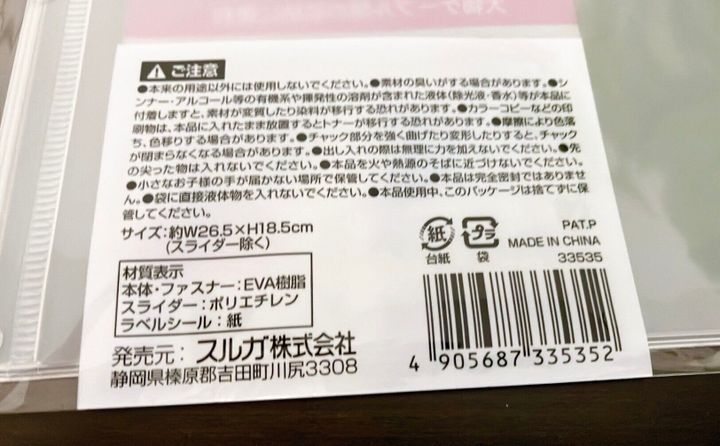 大物ケーブル
ご注意
●本来の用途以外には使用しないでください。●素材の臭いがする場合があります。●シ
ンナー・アルコール等の有機系や揮発性の溶剤が含まれた液体(除光液・香水)等が本品に
付着しますと、素材が変質したり染料が移行する恐れがあります。●カラーコピーなどの印
刷物は、本品に入れたまま放置するとトナーが移行する恐れがあります。●摩擦により色落
ち、色移りする場合があります。●チャック部分を強く曲げたり変形したりすると、チャック
が閉まらなくなる場合があります。●出し入れの際は無理に力を加えないでください。●先
の尖った物は入れないでください。●本品を火や熱源のそばに近づけないでください。
●小さなお子様の手が届かない場所で保管してください。●本品は完全密封ではありませ
ん。●袋に直接液体物を入れないでください。●本品使用中、このパッケージは捨てずに保
管してください。
サイズ:約W26.5×H18.5cm
(スライダー除く)
材質表示
本体・ファスナー:EVA樹脂
スライダー:ポリエチレン
ラベルシール:紙
発売元: スルガ株式会社
静岡県榛原郡吉田町川尻3308
紙
台紙
プラ
袋
PAT.P
MADE IN CHINA
33535
4 905687 335352